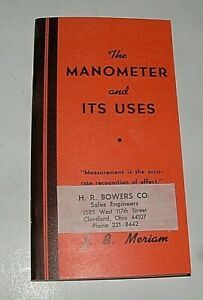 The
MANOMETER
and
ITS USES
"Measurement is the accu-
rate recognition of effect."
H. R. BOWERS CO.
Sales Engineers
1585 West 117th Street
Cleveland, Ohio 44107
Phone 221-8442
B. Meriam